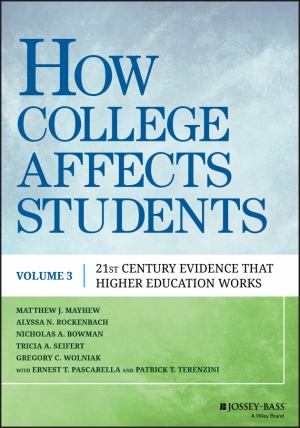 HOW
COLLEGE
AFFECTS
STUDENTS
VOLUME 3
21ST CENTURY EVIDENCE THAT
HIGHER EDUCATION WORKS
MATTHEW J. MAYHEW
ALYSSA N. ROCKENBACH
NICHOLAS A. BOWMAN
TRICIA A. SEIFERT
GREGORY C. WOLNIAK
WITH ERNEST T. PASCARELLA AND PATRICK T. TERENZINI
JOSSEY-BASS
A Wiley Brand